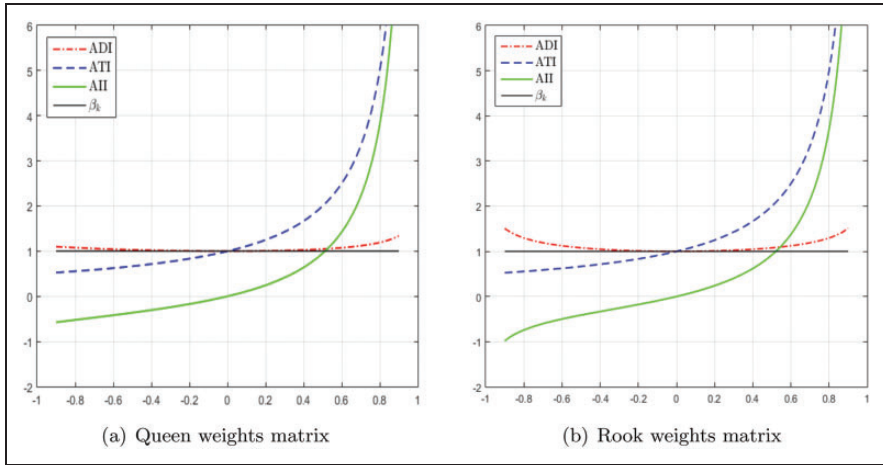 6
5
4
3
2
1
0
-1
-2
-1 -0.8 -0.6 -0.4 -0.2 0 0.2 0.4 0.6 0.8 1
ADI
ATI
AII
βk
(a) Queen weights matrix
6
5
4
3
2
1
0
-1
-2
-1 -0.8 -0.6 -0.4 -0.2 0 0.2 0.4 0.6 0.8 1
ADI
ATI
AII
βk
(b) Rook weights matrix